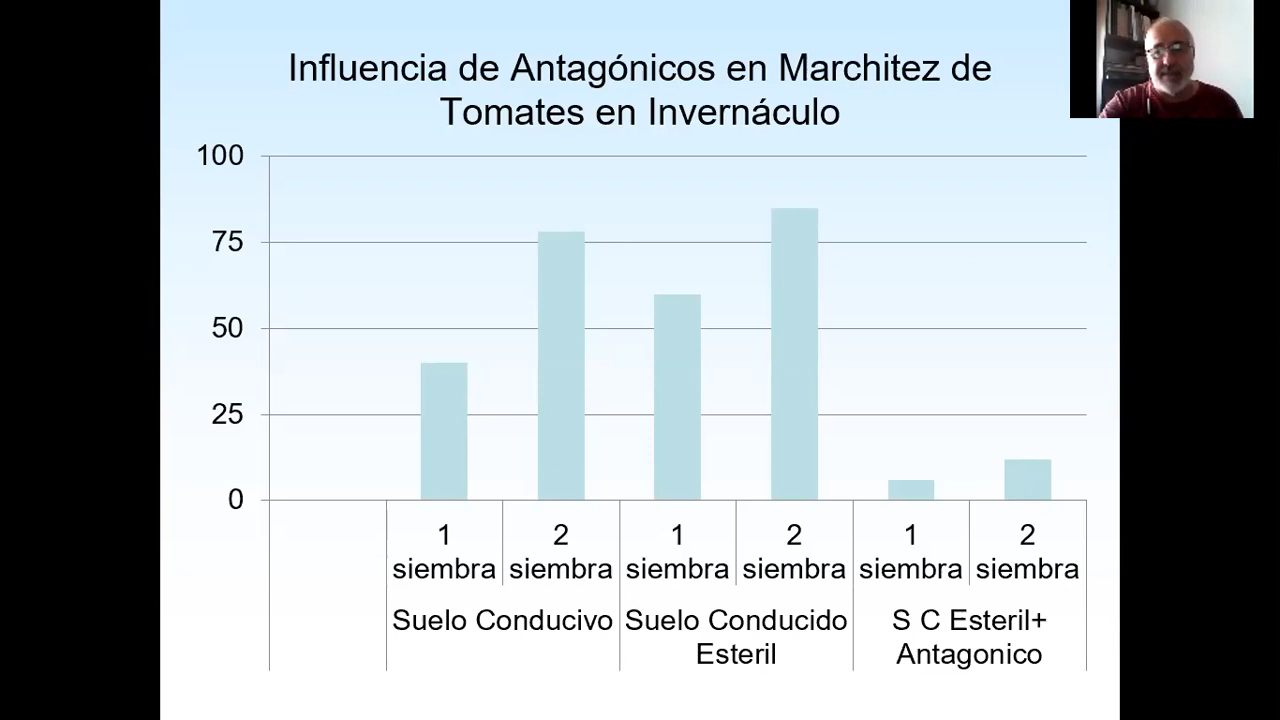 Influencia de Antagónicos en Marchitez de
Tomates en Invernáculo
100
75
50
25
0
1 2 1 2 1 2
siembra siembra siembra siembra siembra siembra
Suelo Conducivo Suelo Conducido S C Esteril+
Esteril Antagonico